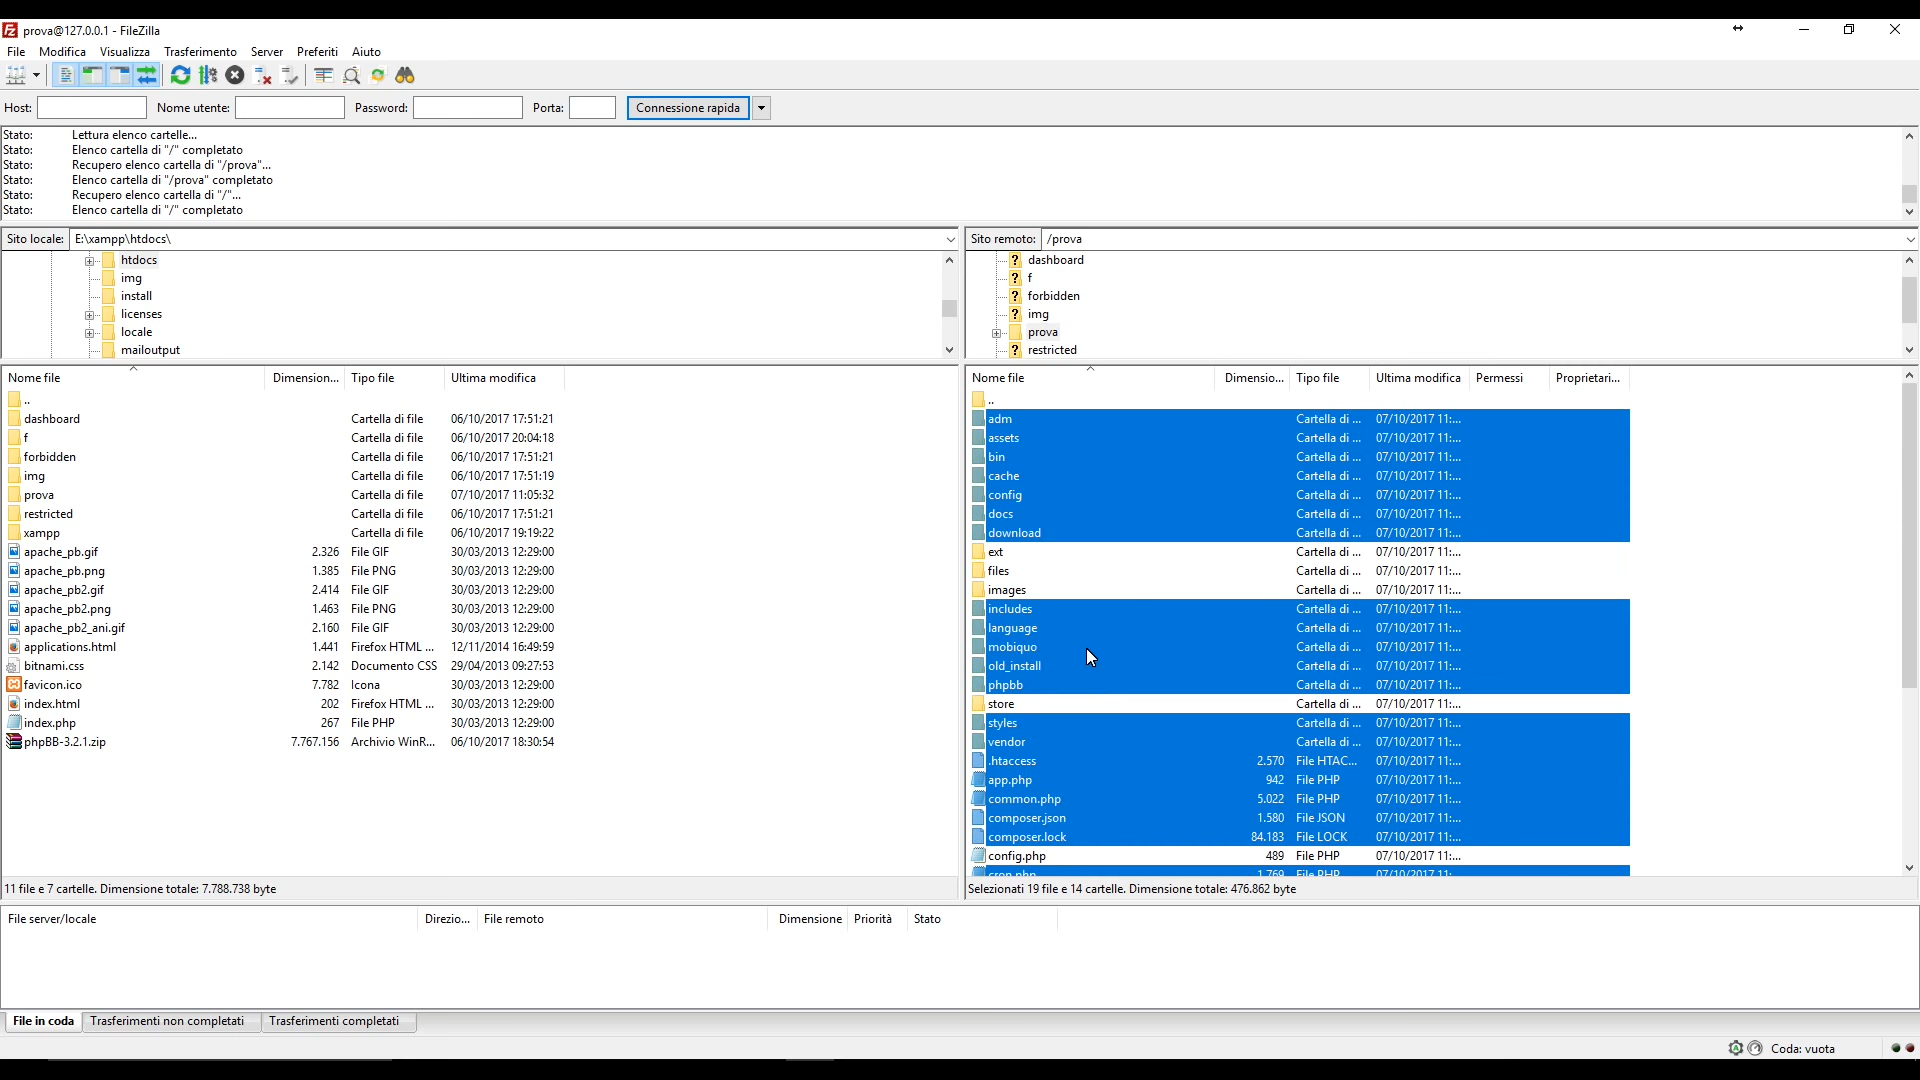 prova@127.0.0.1 - FileZilla
File Modifica Visualizza Trasferimento Server Preferiti Aiuto
Host: Nome utente: Password: Porta: Connessione rapida
Stato: Lettura elenco cartelle...
Stato: Elenco cartella di "/" completato
Stato: Recupero elenco cartella di "/prova"...
Stato: Elenco cartella di "/prova" completato
Stato: Recupero elenco cartella di "/"...
Stato: Elenco cartella di "/" completato
Sito locale: E:\xampp\htdocs\
htdocs
img
install
licenses
locale
mailoutput
Nome file Dimension... Tipo file Ultima modifica
..
dashboard Cartella di file 06/10/2017 17:51:21
f Cartella di file 06/10/2017 20:04:18
forbidden Cartella di file 06/10/2017 17:51:21
img Cartella di file 06/10/2017 17:51:19
prova Cartella di file 07/10/2017 11:05:32
restricted Cartella di file 06/10/2017 17:51:21
xampp Cartella di file 06/10/2017 19:19:22
apache_pb.gif 2.326 File GIF 30/03/2013 12:29:00
apache_pb.png 1.385 File PNG 30/03/2013 12:29:00
apache_pb2.gif 2.414 File GIF 30/03/2013 12:29:00
apache_pb2.png 1.463 File PNG 30/03/2013 12:29:00
apache_pb2_ani.gif 2.160 File GIF 30/03/2013 12:29:00
applications.html 1.441 Firefox HTML ... 12/11/2014 16:49:59
bitnami.css 2.142 Documento CSS 29/04/2013 09:27:53
favicon.ico 7.782 Icona 30/03/2013 12:29:00
index.html 202 Firefox HTML ... 30/03/2013 12:29:00
index.php 267 File PHP 30/03/2013 12:29:00
phpBB-3.2.1.zip 7.767.156 Archivio WinR... 06/10/2017 18:30:54
11 file e 7 cartelle. Dimensione totale: 7.788.738 byte
Sito remoto: /prova
dashboard
f
forbidden
img
prova
restricted
Nome file Dimensio... Tipo file Ultima modifica Permessi Proprietari...
..
adm Cartella di ... 07/10/2017 11:...
assets Cartella di ... 07/10/2017 11:...
bin Cartella di ... 07/10/2017 11:...
cache Cartella di ... 07/10/2017 11:...
config Cartella di ... 07/10/2017 11:...
docs Cartella di ... 07/10/2017 11:...
download Cartella di ... 07/10/2017 11:...
ext Cartella di ... 07/10/2017 11:...
files Cartella di ... 07/10/2017 11:...
images Cartella di ... 07/10/2017 11:...
includes Cartella di ... 07/10/2017 11:...
language Cartella di ... 07/10/2017 11:...
mobiquo Cartella di ... 07/10/2017 11:...
old_install Cartella di ... 07/10/2017 11:...
phpbb Cartella di ... 07/10/2017 11:...
store Cartella di ... 07/10/2017 11:...
styles Cartella di ... 07/10/2017 11:...
vendor Cartella di ... 07/10/2017 11:...
.htaccess 2.570 File HTAC... 07/10/2017 11:...
app.php 942 File PHP 07/10/2017 11:...
common.php 5.022 File PHP 07/10/2017 11:...
composer.json 1.580 File JSON 07/10/2017 11:...
composer.lock 84.183 File LOCK 07/10/2017 11:...
config.php 489 File PHP 07/10/2017 11:...
cron.php 1.769 File PHP 07/10/2017 11:...
Selezionati 19 file e 14 cartelle. Dimensione totale: 476.862 byte
File server/locale Direzio... File remoto Dimensione Priorità Stato
File in coda Trasferimenti non completati Trasferimenti completati
Coda: vuota